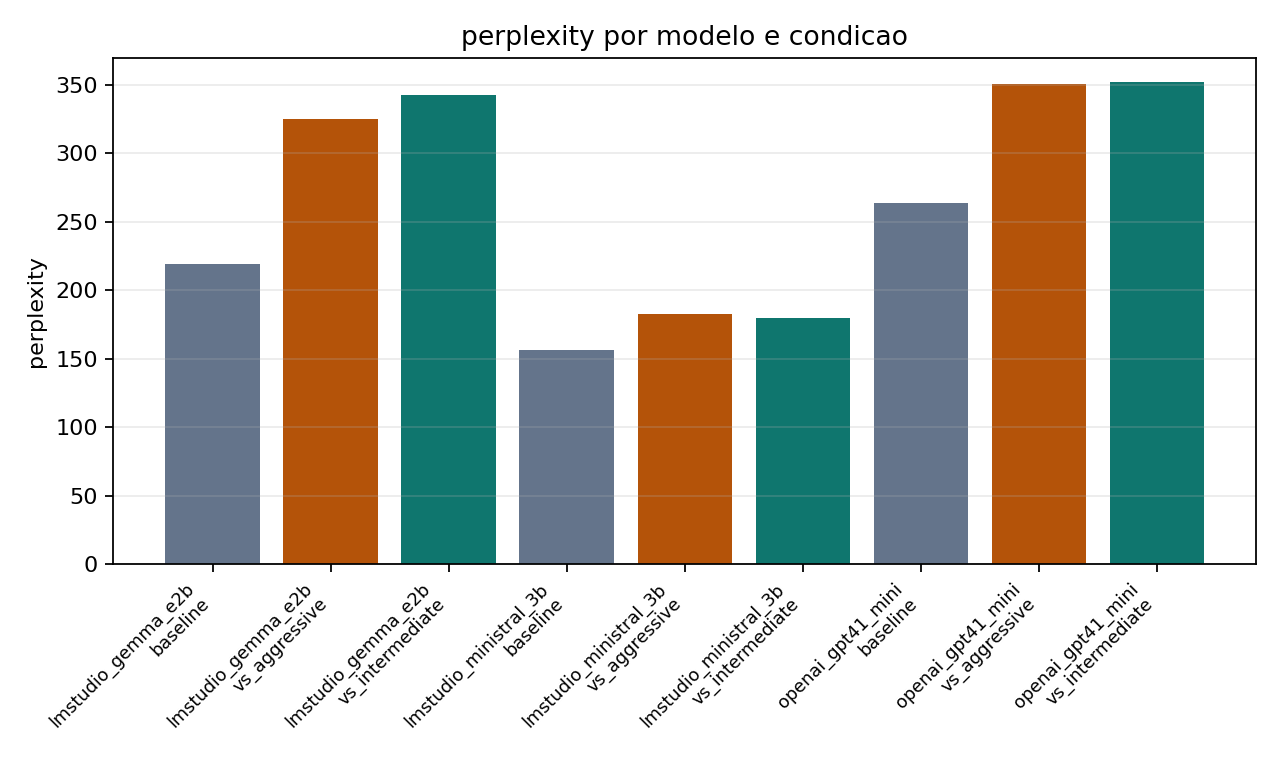 perplexity por modelo e condicao
perplexity
350
300
250
200
150
100
50
0
lmstudio_gemma_e2b
baseline
lmstudio_gemma_e2b
vs_aggressive
lmstudio_gemma_e2b
vs_intermediate
lmstudio_ministral_3b
baseline
lmstudio_ministral_3b
vs_aggressive
lmstudio_ministral_3b
vs_intermediate
openai_gpt41_mini
baseline
openai_gpt41_mini
vs_aggressive
openai_gpt41_mini
vs_intermediate